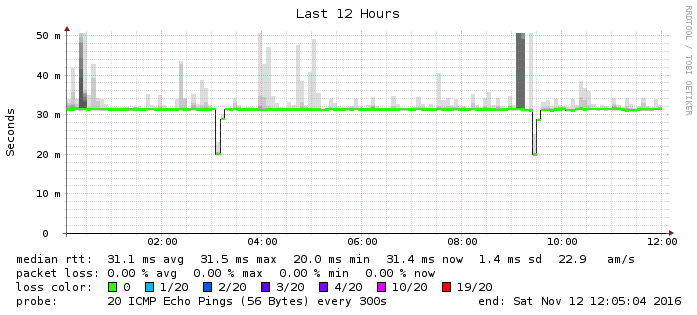 Last 12 Hours
RRDTOOL / TOBI OETIKER
Seconds
50 m
40 m
30 m
20 m
10 m
0
02:00 04:00 06:00 08:00 10:00 12:00
median rtt: 31.1 ms avg 31.5 ms max 20.0 ms min 31.4 ms now 1.4 ms sd 22.9 am/s
packet loss: 0.00 % avg 0.00 % max 0.00 % min 0.00 % now
loss color: 0 1/20 2/20 3/20 4/20 10/20 19/20
probe: 20 ICMP Echo Pings (56 Bytes) every 300s end: Sat Nov 12 12:05:04 2016